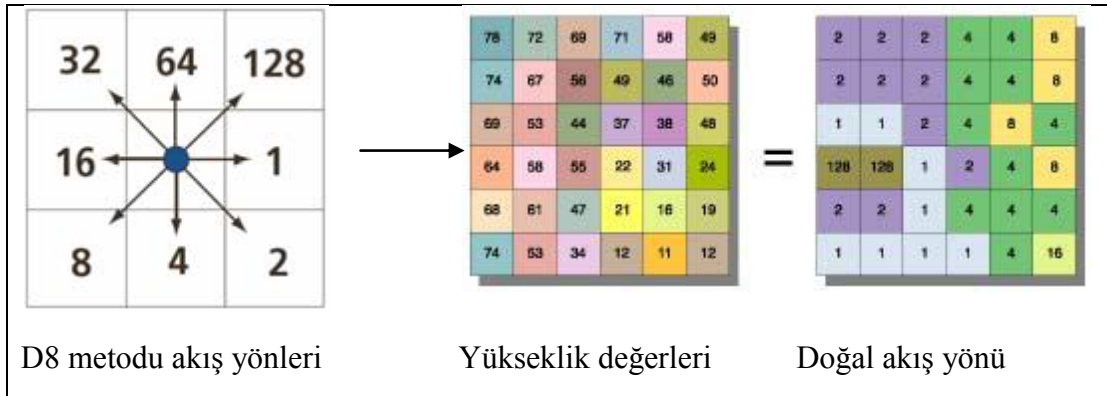 32 64 128
16 1
8 4 2
78 72 69 71 58 49
74 67 56 49 46 50
69 53 44 37 38 48
64 58 55 22 31 24
68 61 47 21 16 19
74 53 34 12 11 12
=
2 2 2 4 4 8
2 2 2 4 4 8
1 1 2 4 8 4
128 128 1 2 4 8
2 2 1 4 4 4
1 1 1 1 4 16
D8 metodu akış yönleri Yükseklik değerleri Doğal akış yönü